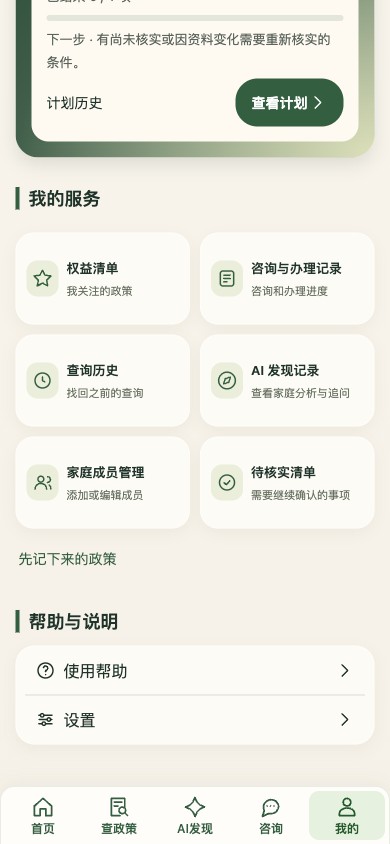 下一步 · 有尚未核实或因资料变化需要重新核实的
条件。
计划历史
查看计划
我的服务
权益清单
我关注的政策
咨询与办理记录
咨询和办理进度
查询历史
找回之前的查询
AI 发现记录
查看家庭分析与追问
家庭成员管理
添加或编辑成员
待核实清单
需要继续确认的事项
先记下来的政策
帮助与说明
使用帮助
设置
首页
查政策
AI发现
咨询
我的